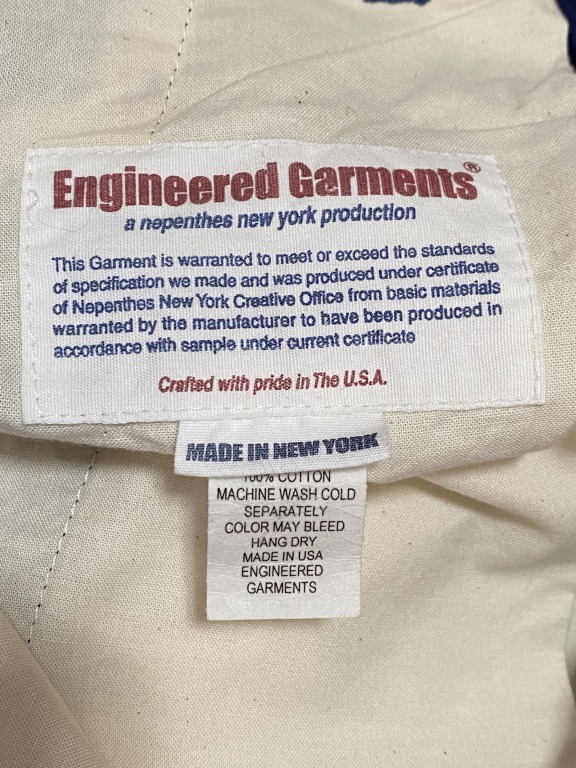 Engineered Garments®
a nepenthes new york production
This Garment is warranted to meet or exceed the standards
of specification we made and was produced under certificate
of Nepenthes New York Creative Office from basic materials
warranted by the manufacturer to have been produced in
accordance with sample under current certificate
Crafted with pride in The U.S.A.
MADE IN NEW YORK
100% COTTON
MACHINE WASH COLD
SEPARATELY
COLOR MAY BLEED
HANG DRY
MADE IN USA
ENGINEERED
GARMENTS